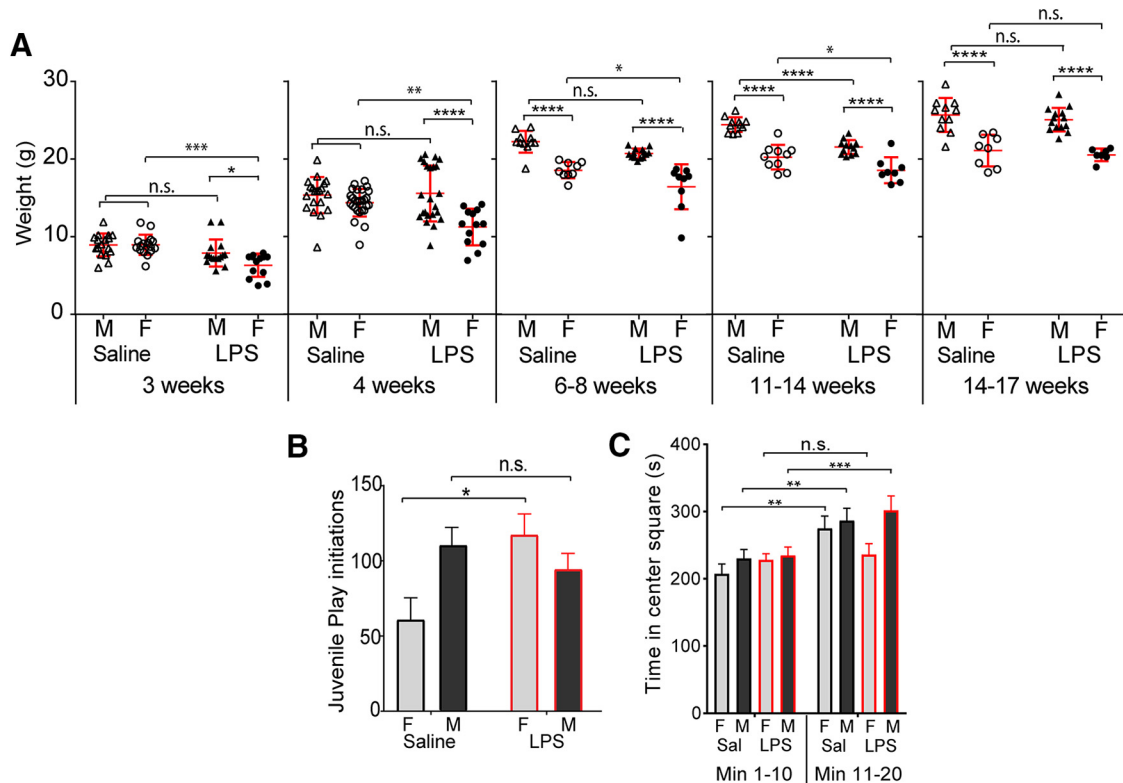 A
Weight (g)
30
20
10
0
n.s.
***
*
M F M F
Saline LPS
3 weeks
n.s.
**
****
M F M F
Saline LPS
4 weeks
n.s.
*
****
****
M F M F
Saline LPS
6-8 weeks
*
****
****
****
M F M F
Saline LPS
11-14 weeks
n.s.
n.s.
****
****
M F M F
Saline LPS
14-17 weeks
B
Juvenile Play initiations
150
100
50
0
n.s.
*
F M F M
Saline LPS
C
Time in center square (s)
400
300
200
100
0
n.s.
***
**
**
F M F M F M F M
Sal LPS Sal LPS
Min 1-10 Min 11-20